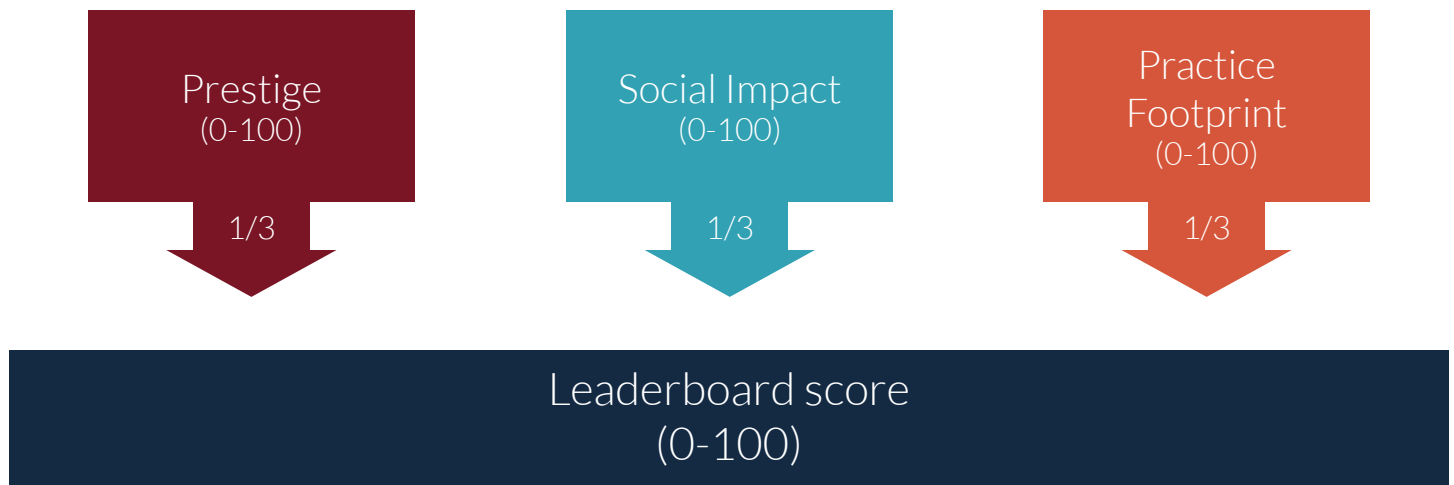 Prestige
(0-100)
1/3
Social Impact
(0-100)
1/3
Practice
Footprint
(0-100)
1/3
Leaderboard score
(0-100)